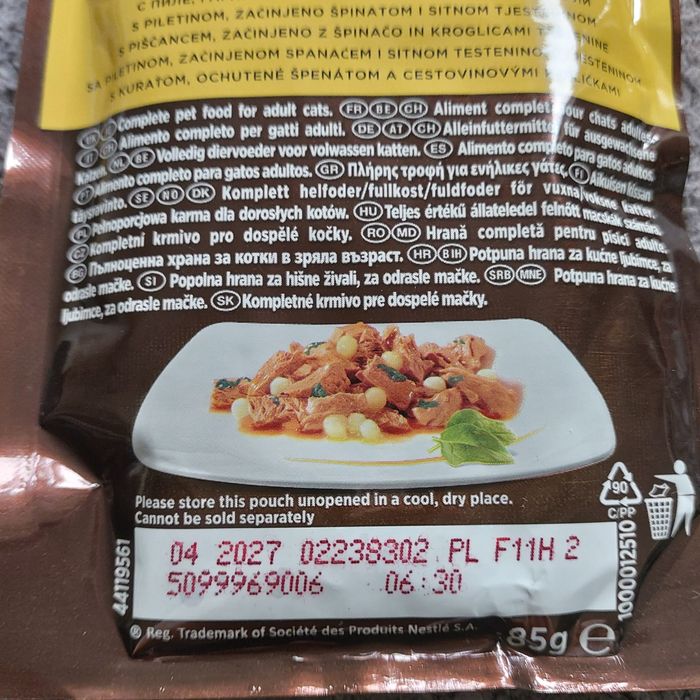 С ПИЛЕ,
S PILETINOM, ZAČINJENO ŠPINATOM I SITNOM TJESTENINOM
S PIŠČANCEM, ZAČINJENO Z ŠPINAČO IN KROGLICAMI TESTENINE
SA PILETINOM, ZAČINJENOM SPANAĆEM I SITNOM TESTENINOM
S KURAŤOM, OCHUTENÉ ŠPENÁTOM A CESTOVINOVÝMI
Complete pet food for adult cats. FR BE CH Aliment complet pour chats adultes.
IT CH Alimento completo per gatti adulti. DE AT CH Alleinfuttermittel für ausgewachsene
Katzen. NL BE Volledig diervoeder voor volwassen katten. ES Alimento completo para gatos adultos.
PT Alimento completo para gatos adultos. GR Πλήρης τροφή για ενήλικες γάτες. FI Aikuisen kissan
täysravinto. SE NO DK Komplett helfoder/fullkost/fuldfoder för vuxna/voksne katter.
PL Pełnoporcjowa karma dla dorosłych kotów. HU Teljes értékű állateledel felnőtt macskák számára.
CZ Kompletní krmivo pro dospělé kočky. RO MD Hrană completă pentru pisici adulte.
BG Пълноценна храна за котки в зряла възраст. HR BIH Potpuna hrana za kućne ljubimce, za
odrasle mačke. SI Popolna hrana za hišne živali, za odrasle mačke. SRB MNE Potpuna hrana za kućne
ljubimce, za odrasle mačke. SK Kompletné krmivo pre dospelé mačky.
Please store this pouch unopened in a cool, dry place.
Cannot be sold separately
90
C/PP
04 2027 02238302 PL F11H 2
5099969006 06:30
44119561
1000012510
® Reg. Trademark of Société des Produits Nestlé S.A.
85g e